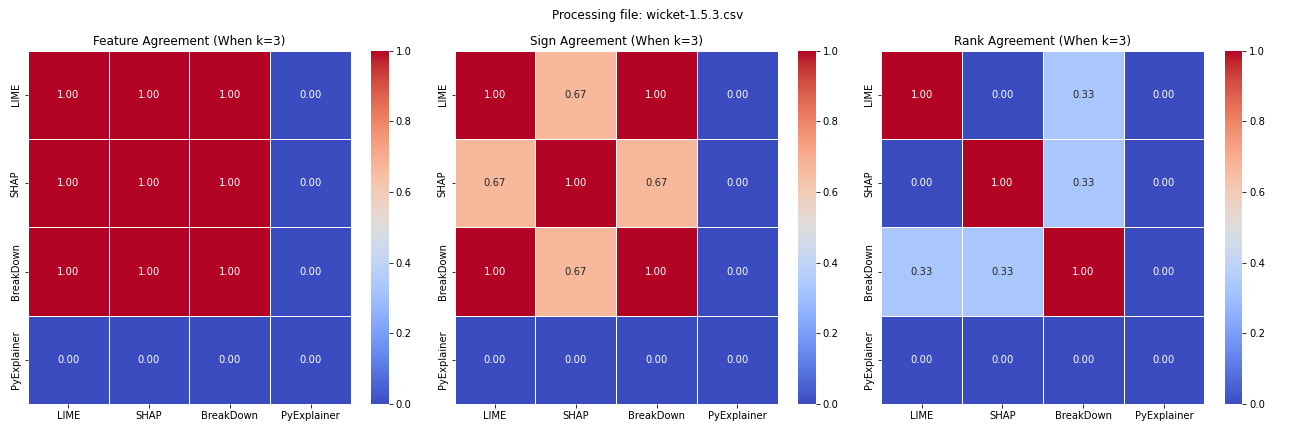 Processing file: wicket-1.5.3.csv
Feature Agreement (When k=3)
LIME
1.00 1.00 1.00 0.00
SHAP
1.00 1.00 1.00 0.00
BreakDown
1.00 1.00 1.00 0.00
PyExplainer
0.00 0.00 0.00 0.00
LIME SHAP BreakDown PyExplainer
1.0
0.8
0.6
0.4
0.2
0.0
Sign Agreement (When k=3)
LIME
1.00 0.67 1.00 0.00
SHAP
0.67 1.00 0.67 0.00
BreakDown
1.00 0.67 1.00 0.00
PyExplainer
0.00 0.00 0.00 0.00
LIME SHAP BreakDown PyExplainer
1.0
0.8
0.6
0.4
0.2
0.0
Rank Agreement (When k=3)
LIME
1.00 0.00 0.33 0.00
SHAP
0.00 1.00 0.33 0.00
BreakDown
0.33 0.33 1.00 0.00
PyExplainer
0.00 0.00 0.00 0.00
LIME SHAP BreakDown PyExplainer
1.0
0.8
0.6
0.4
0.2
0.0